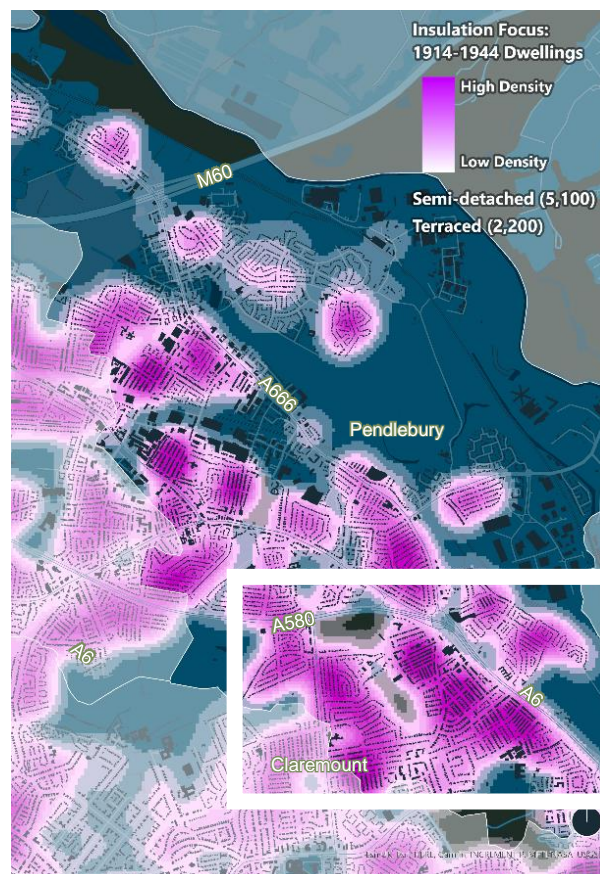 Insulation Focus:
1914-1944 Dwellings
High Density
Low Density
Semi-detached (5,100)
Terraced (2,200)
M60
A666
Pendlebury
A580
A6
A6
Claremount